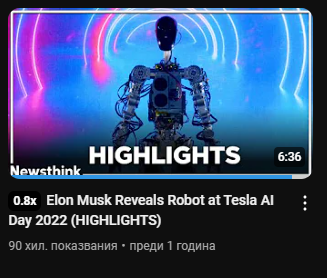 HIGHLIGHTS
6:36
Newsthink
0.8x Elon Musk Reveals Robot at Tesla AI
Day 2022 (HIGHLIGHTS)
90 хил. показвания • преди 1 година